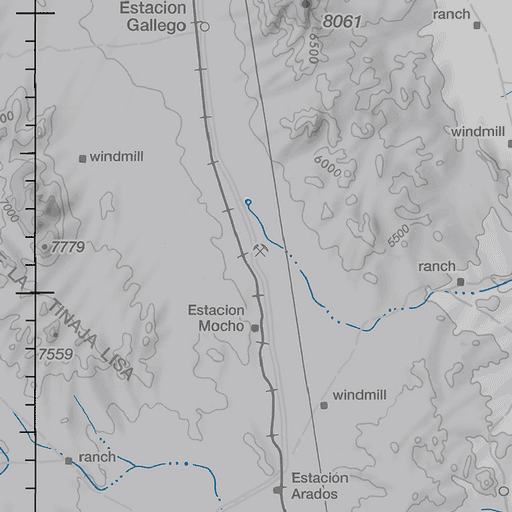 Estacion
Gallego
8061
ranch
6500
windmill
windmill
6000
7000
7779
5500
ranch
TINAJA LISA
Estacion
Mocho
7559
windmill
ranch
Estacion
Arados